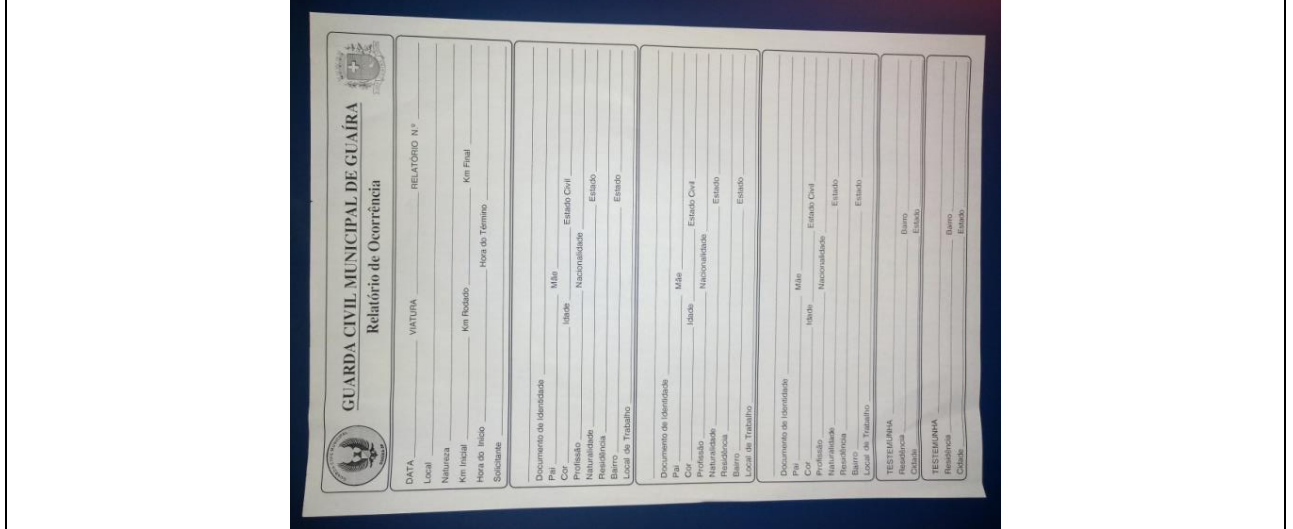 GUARDA CIVIL MUNICIPAL DE GUAÍRA
Relatório de Ocorrência
DATA VIATURA RELATÓRIO N.º
Local
Natureza
Km Inicial Km Rodado Km Final
Hora do Início Hora do Término
Solicitante
Documento de Identidade
Pai Mãe
Cor Idade Estado Civil
Profissão Nacionalidade
Naturalidade Estado
Residência
Bairro Estado
Local de Trabalho
Documento de Identidade
Pai Mãe
Cor Idade Estado Civil
Profissão Nacionalidade
Naturalidade Estado
Residência
Bairro Estado
Local de Trabalho
Documento de Identidade
Pai Mãe
Cor Idade Estado Civil
Profissão Nacionalidade
Naturalidade Estado
Residência
Bairro Estado
Local de Trabalho
TESTEMUNHA
Residência Bairro
Cidade Estado
TESTEMUNHA
Residência Bairro
Cidade Estado